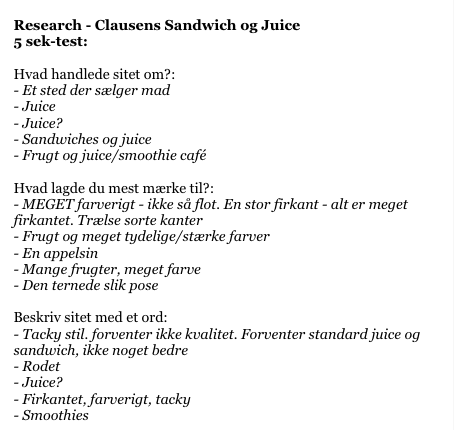 Research - Clausens Sandwich og Juice
5 sek-test:
Hvad handlede sitet om?:
- Et sted der sælger mad
- Juice
- Juice?
- Sandwiches og juice
- Frugt og juice/smoothie café
Hvad lagde du mest mærke til?:
- MEGET farverigt - ikke så flot. En stor firkant - alt er meget
firkantet. Trælse sorte kanter
- Frugt og meget tydelige/stærke farver
- En appelsin
- Mange frugter, meget farve
- Den ternede slik pose
Beskriv sitet med et ord:
- Tacky stil. forventer ikke kvalitet. Forventer standard juice og
sandwich, ikke noget bedre
- Rodet
- Juice?
- Firkantet, farverigt, tacky
- Smoothies